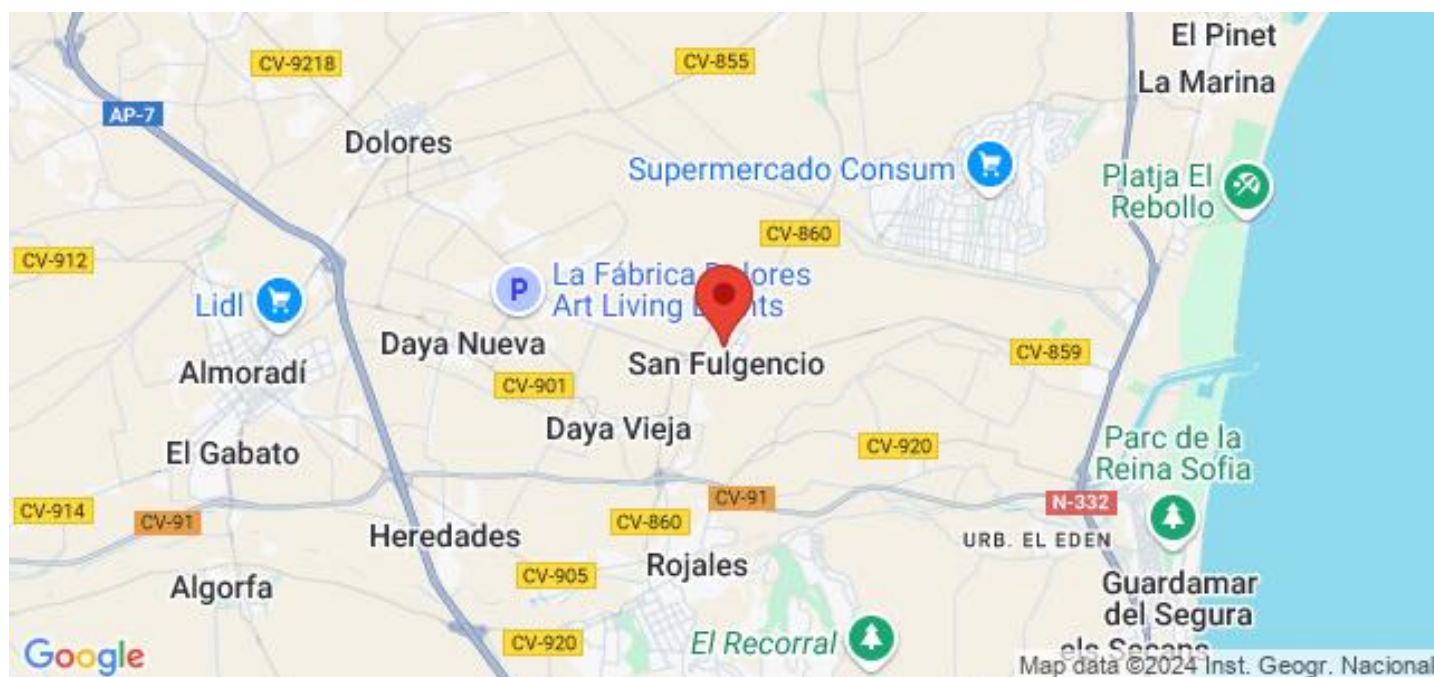 El Pinet
CV-9218
CV-855
La Marina
AP-7
Dolores
Supermercado Consum
Platja El
Rebollo
CV-860
CV-912
La Fábrica Dolores
Art Living
P
Lidl
Daya Nueva
San Fulgencio
CV-859
Almoradí
CV-901
Daya Vieja
Parc de la
Reina Sofia
CV-920
El Gabato
CV-914
CV-91
CV-91
N-332
CV-860
Heredades
URB. EL EDEN
Rojales
CV-905
Algorfa
Guardamar
del Segura
CV-920
El Recorral
Google
Map data ©2024 Inst. Geogr. Nacional